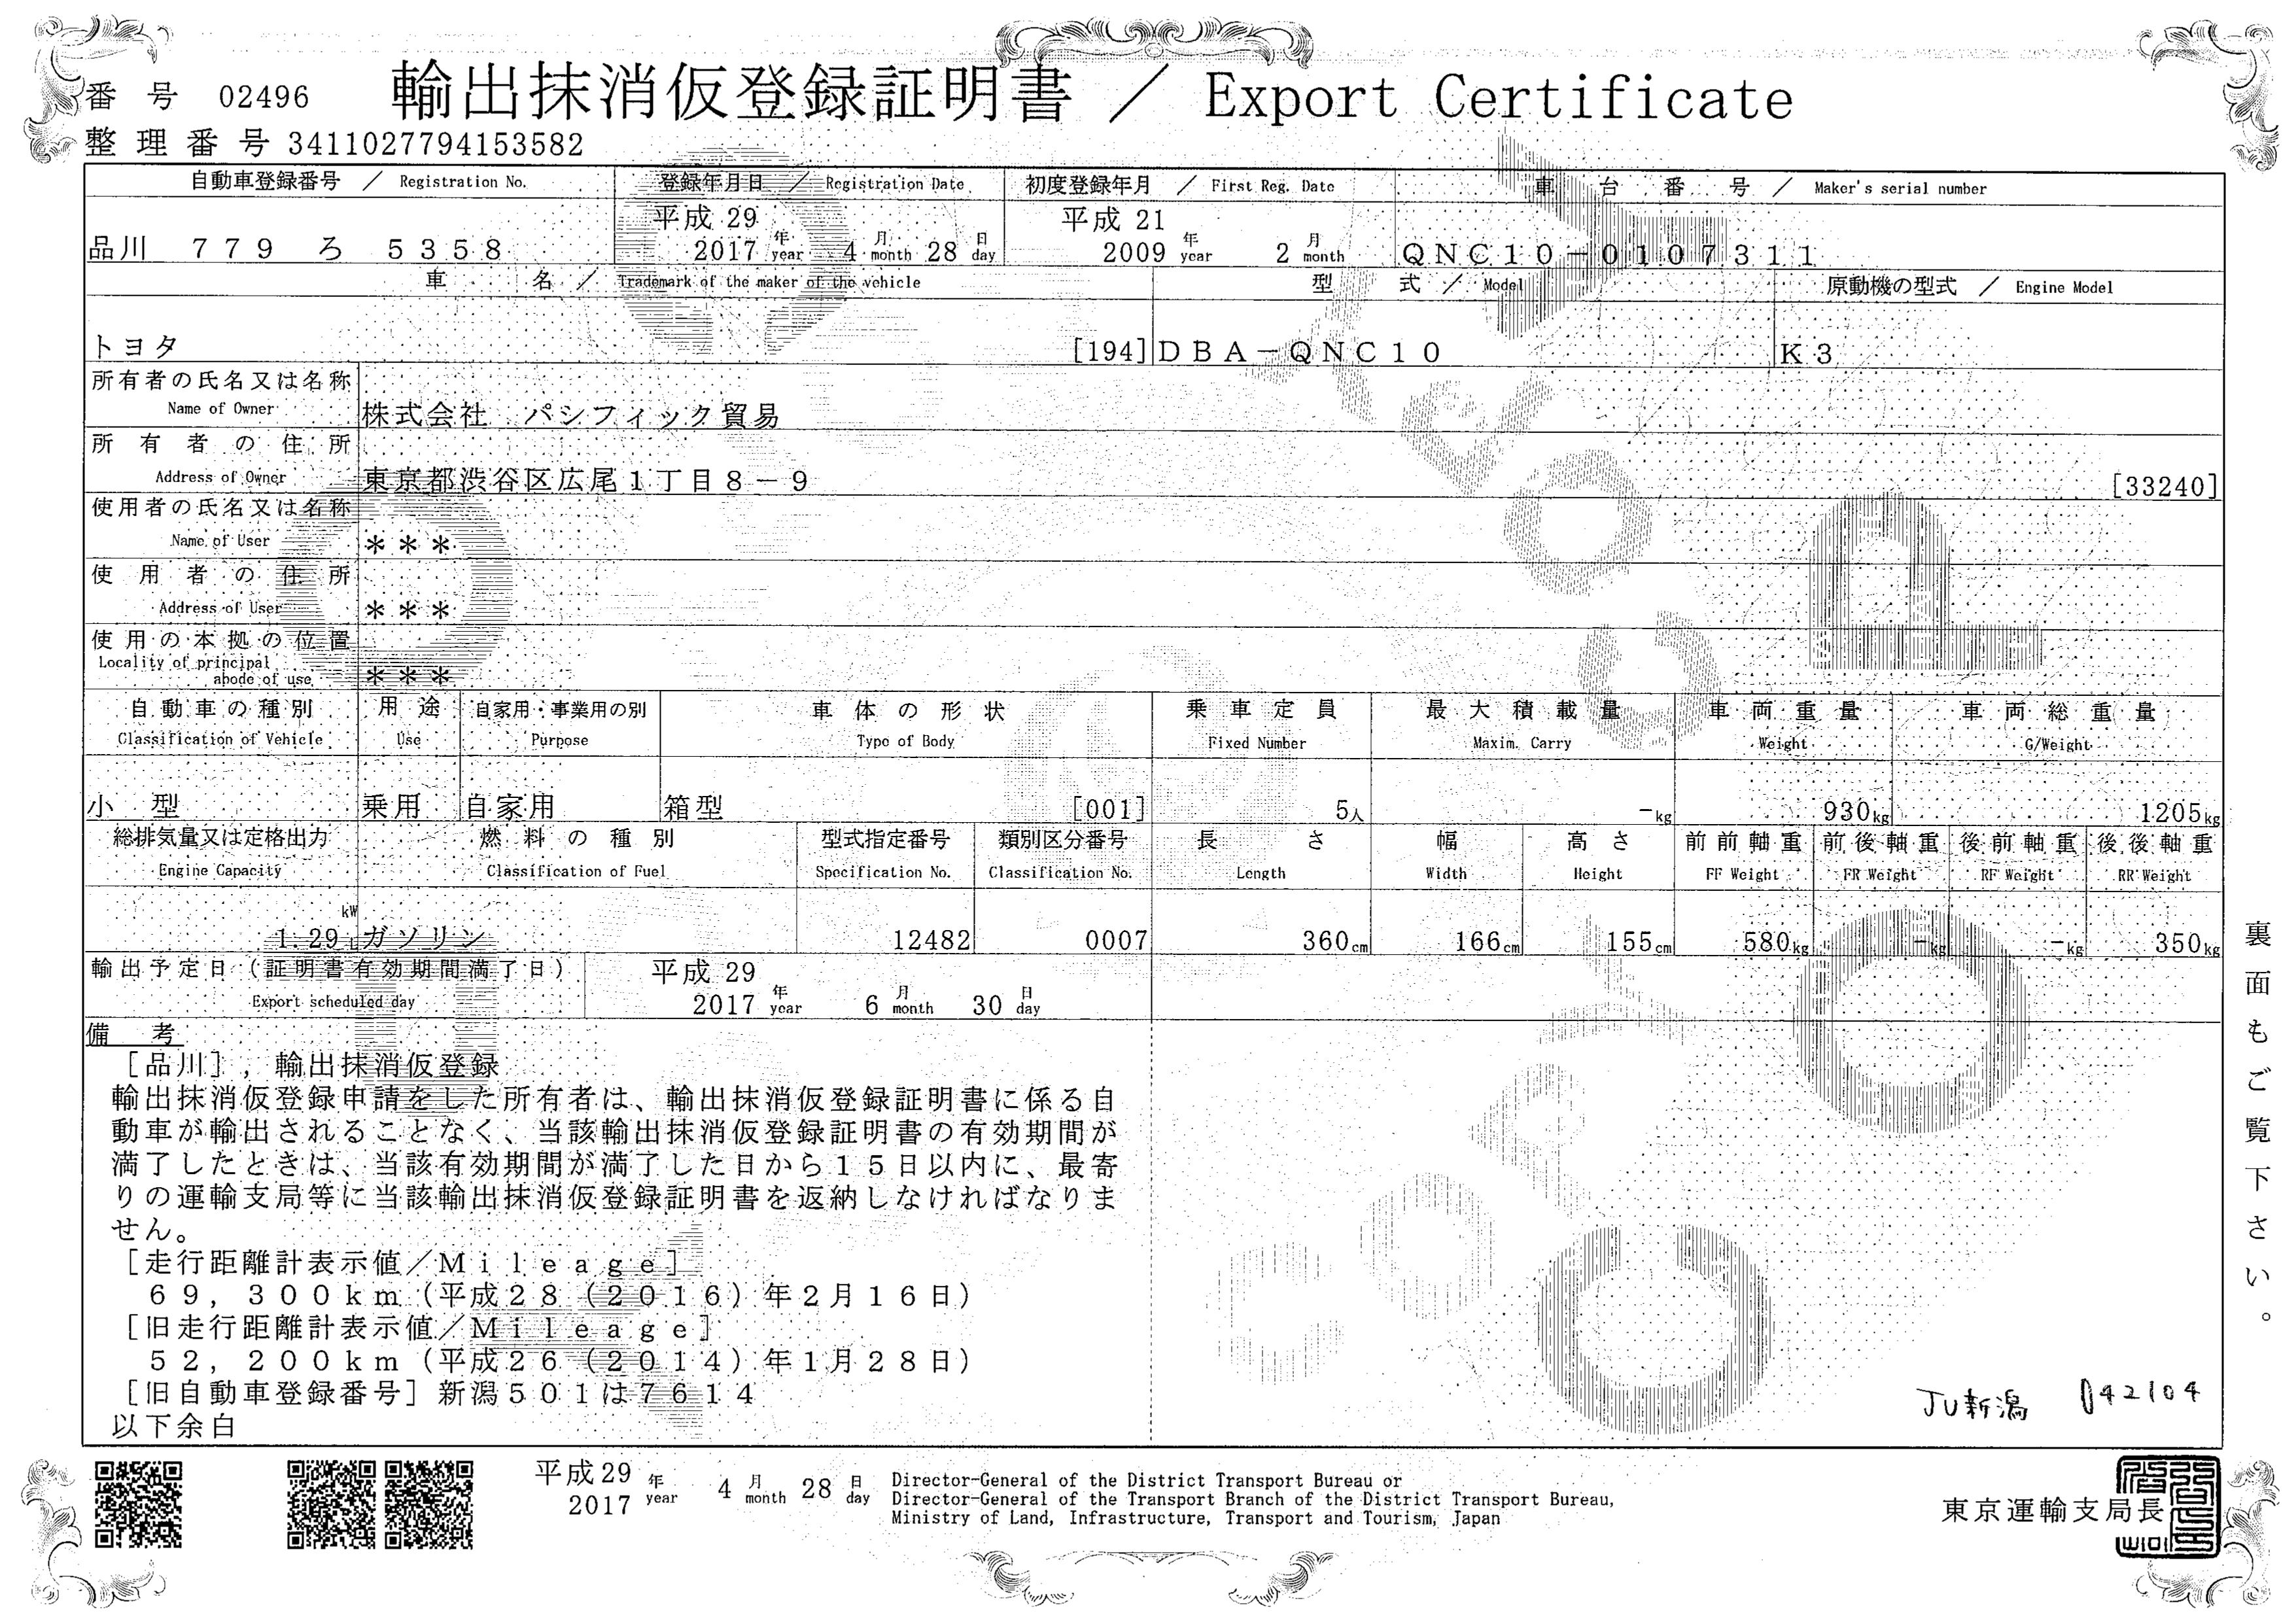 番 号 02496 輸出抹消仮登録証明書 ／ Export Certificate
整 理 番 号 3411027794153582
自動車登録番号 ／ Registration No. 登録年月日 ／ Registration Date 初度登録年月 ／ First Reg. Date 車 台 番 号 ／ Maker's serial number
平成 29 平成 21
品川 779 ろ 5358 2017 年 year 4 月 month 28 日 day 2009 年 year 2 月 month QNC10-0107311
車 名 ／ Trademark of the maker of the vehicle 型 式 ／ Model 原動機の型式 ／ Engine Model
トヨタ [194] DBA-QNC10 K3
所有者の氏名又は名称
Name of Owner 株式会社 パシフィック貿易
所 有 者 の 住 所
Address of Owner 東京都渋谷区広尾1丁目8-9 [33240]
使用者の氏名又は名称
Name of User ＊＊＊
使 用 者 の 住 所
Address of User ＊＊＊
使用の本拠の位置
Locality of principal
abode of use ＊＊＊
自動車の種別 用 途 自家用・事業用の別 車 体 の 形 状 乗 車 定 員 最 大 積 載 量 車 両 重 量 車 両 総 重 量
Classification of Vehicle Use Purpose Type of Body Fixed Number Maxim. Carry Weight G/Weight
小 型 乗用 自家用 箱型 [001] 5人 -kg 930kg 1205kg
総排気量又は定格出力 燃 料 の 種 別 型式指定番号 類別区分番号 長 さ 幅 高 さ 前前軸重 前後軸重 後前軸重 後後軸重
Engine Capacity Classification of Fuel Specification No. Classification No. Length Width Height FF Weight FR Weight RF Weight RR Weight
kW
1.29 L ガソリン 12482 0007 360cm 166cm 155cm 580kg -kg -kg 350kg
輸出予定日（証明書有効期間満了日） 平成 29
Export scheduled day 2017 年 year 6 月 month 30 日 day
備 考
［品川］，輸出抹消仮登録
輸出抹消仮登録申請をした所有者は、輸出抹消仮登録証明書に係る自
動車が輸出されることなく、当該輸出抹消仮登録証明書の有効期間が
満了したときは、当該有効期間が満了した日から１５日以内に、最寄
りの運輸支局等に当該輸出抹消仮登録証明書を返納しなければなりま
せん。
［走行距離計表示値／Ｍｉｌｅａｇｅ］
６９，３００ｋｍ（平成２８（２０１６）年２月１６日）
［旧走行距離計表示値／Ｍｉｌｅａｇｅ］
５２，２００ｋｍ（平成２６（２０１４）年１月２８日）
［旧自動車登録番号］新潟５０１は７６１４
以下余白
JU新潟 042104
裏面もご覧下さい。
平成 29 年 year 4 月 month 28 日 day
2017
Director-General of the District Transport Bureau or
Director-General of the Transport Branch of the District Transport Bureau,
Ministry of Land, Infrastructure, Transport and Tourism, Japan
東京運輸支局長